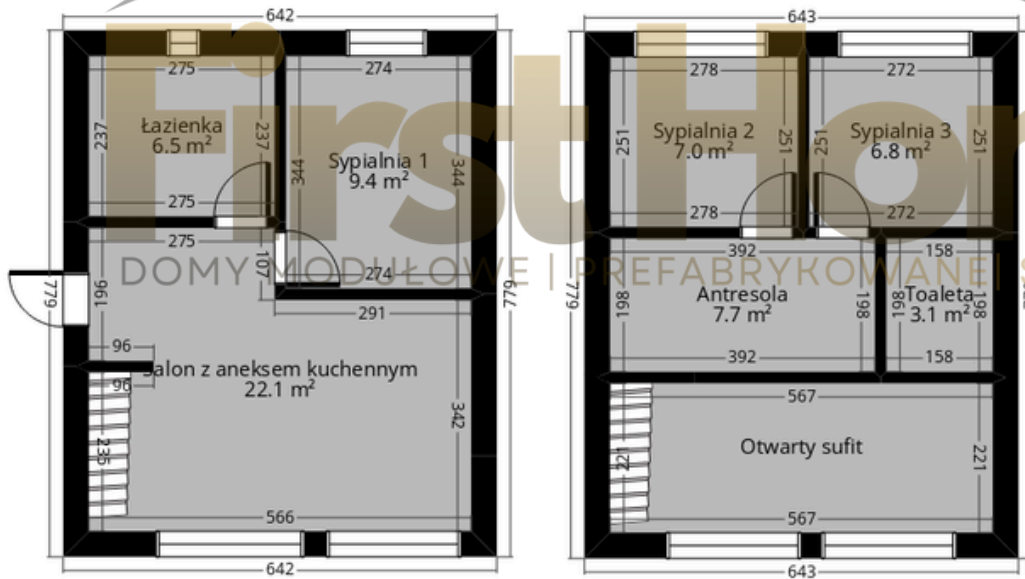 642
643
First Hom
275
274
278
272
Łazienka
6.5 m²
237
237
Sypialnia 1
9.4 m²
344
344
Sypialnia 2
7.0 m²
251
251
Sypialnia 3
6.8 m²
251
251
275
275
278
272
DOMY MODUŁOWE | PREFABRYKOWANE
107
274
291
196
779
779
392
158
Antresola
7.7 m²
198
198
Toaleta
3.1 m²
198
198
779
392
158
96
96
Salon z aneksem kuchennym
22.1 m²
342
235
566
567
Otwarty sufit
221
221
567
642
643